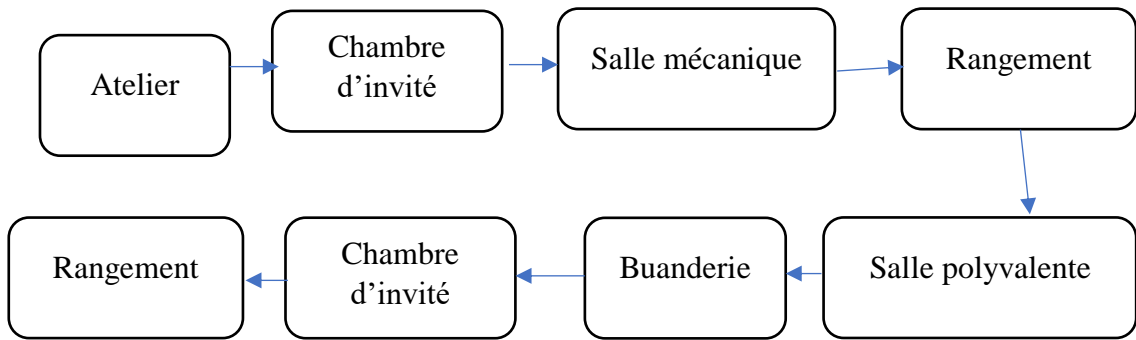 Atelier
Chambre
d’invité
Salle mécanique
Rangement
Salle polyvalente
Buanderie
Chambre
d’invité
Rangement